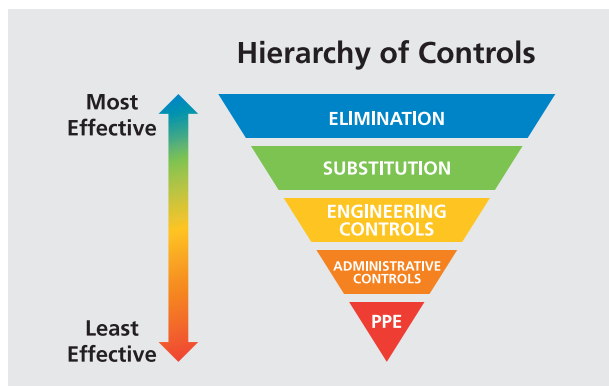 Hierarchy of Controls
Most
Effective
ELIMINATION
SUBSTITUTION
ENGINEERING
CONTROLS
ADMINISTRATIVE
CONTROLS
PPE
Least
Effective